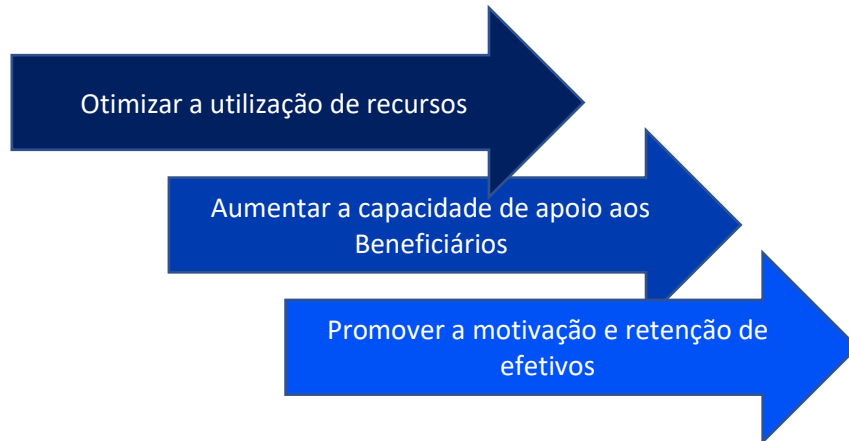 Otimizar a utilização de recursos
Aumentar a capacidade de apoio aos
Beneficiários
Promover a motivação e retenção de
efetivos